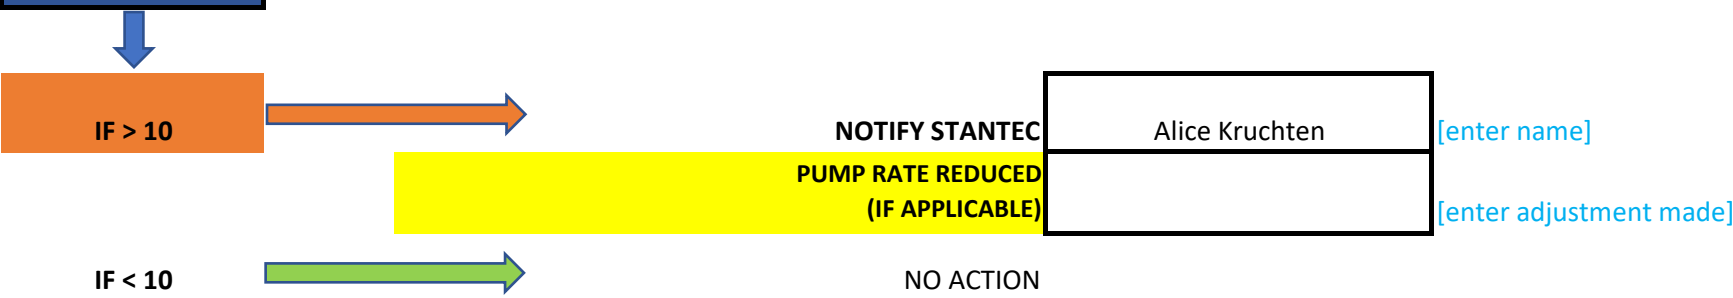 IF > 10
NOTIFY STANTEC
Alice Kruchten
[enter name]
PUMP RATE REDUCED
(IF APPLICABLE)
[enter adjustment made]
IF < 10
NO ACTION